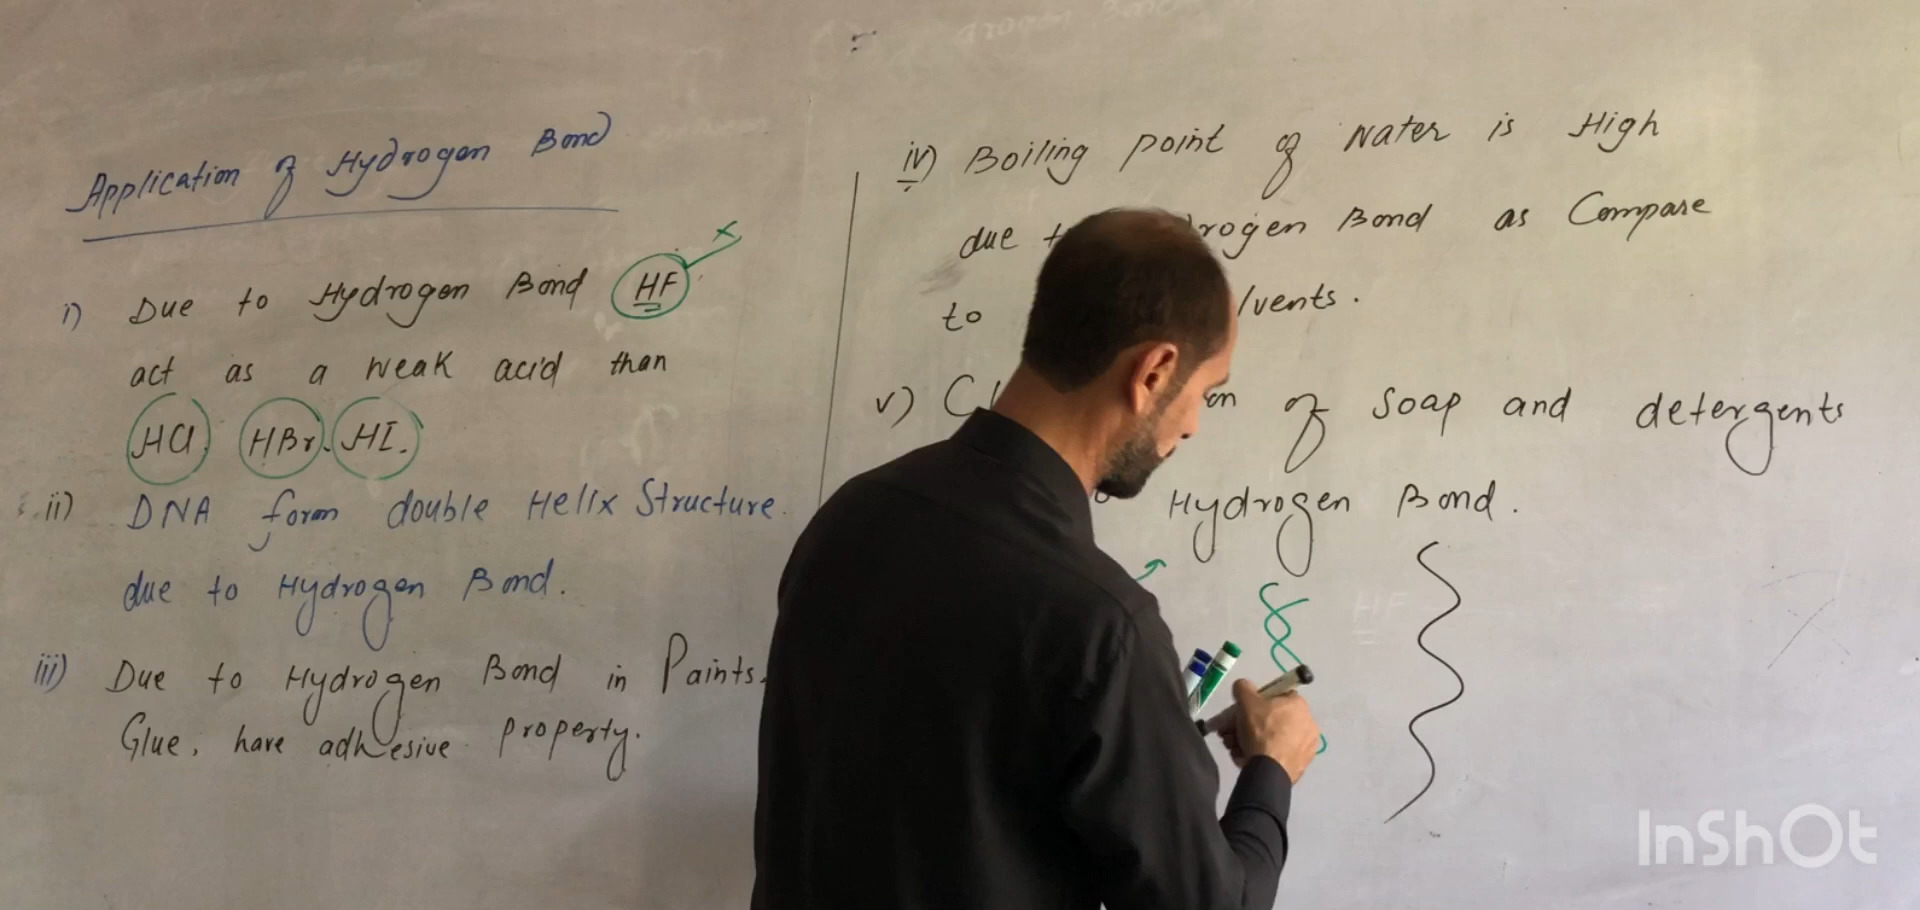 Application of Hydrogen Bond
i) Due to Hydrogen Bond HF
act as a weak acid than
HCl, HBr, HI.
ii) DNA form double Helix Structure.
due to Hydrogen Bond.
iii) Due to Hydrogen Bond in Paints,
Glue, have adhesive property.
iv) Boiling point of Water is High
due rogen Bond as Compare
to lvents.
v) of Soap and detergents
Hydrogen Bond.
InShOt